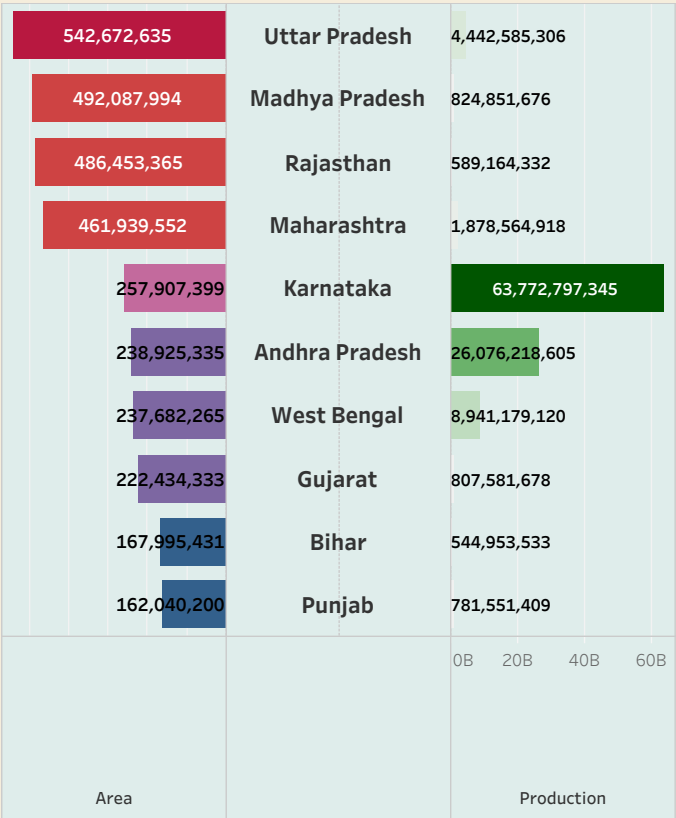 542,672,635 Uttar Pradesh 4,442,585,306
492,087,994 Madhya Pradesh 824,851,676
486,453,365 Rajasthan 589,164,332
461,939,552 Maharashtra 1,878,564,918
257,907,399 Karnataka 63,772,797,345
238,925,335 Andhra Pradesh 26,076,218,605
237,682,265 West Bengal 8,941,179,120
222,434,333 Gujarat 807,581,678
167,995,431 Bihar 544,953,533
162,040,200 Punjab 781,551,409
0B 20B 40B 60B
Area Production